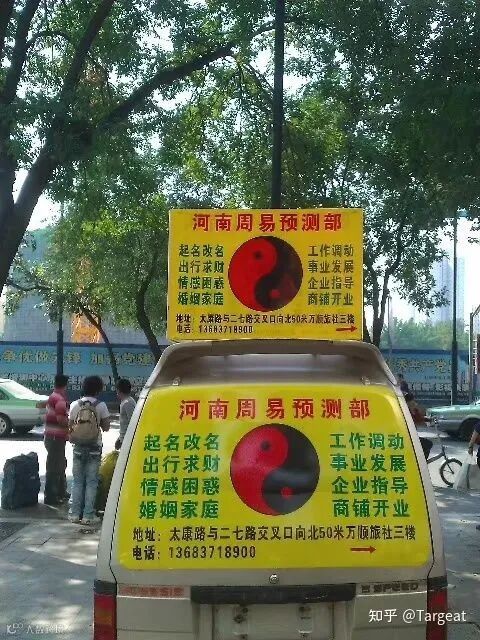 河南周易预测部
起名改名 工作调动
出行求财 事业发展
情感困惑 企业指导
婚姻家庭 商铺开业
地址: 太康路与二七路交叉口向北50米万顺旅社三楼
电话: 13683718900
河南周易预测部
起名改名 工作调动
出行求财 事业发展
情感困惑 企业指导
婚姻家庭 商铺开业
地址: 太康路与二七路交叉口向北50米万顺旅社三楼
电话: 13683718900
知乎 @Targeat